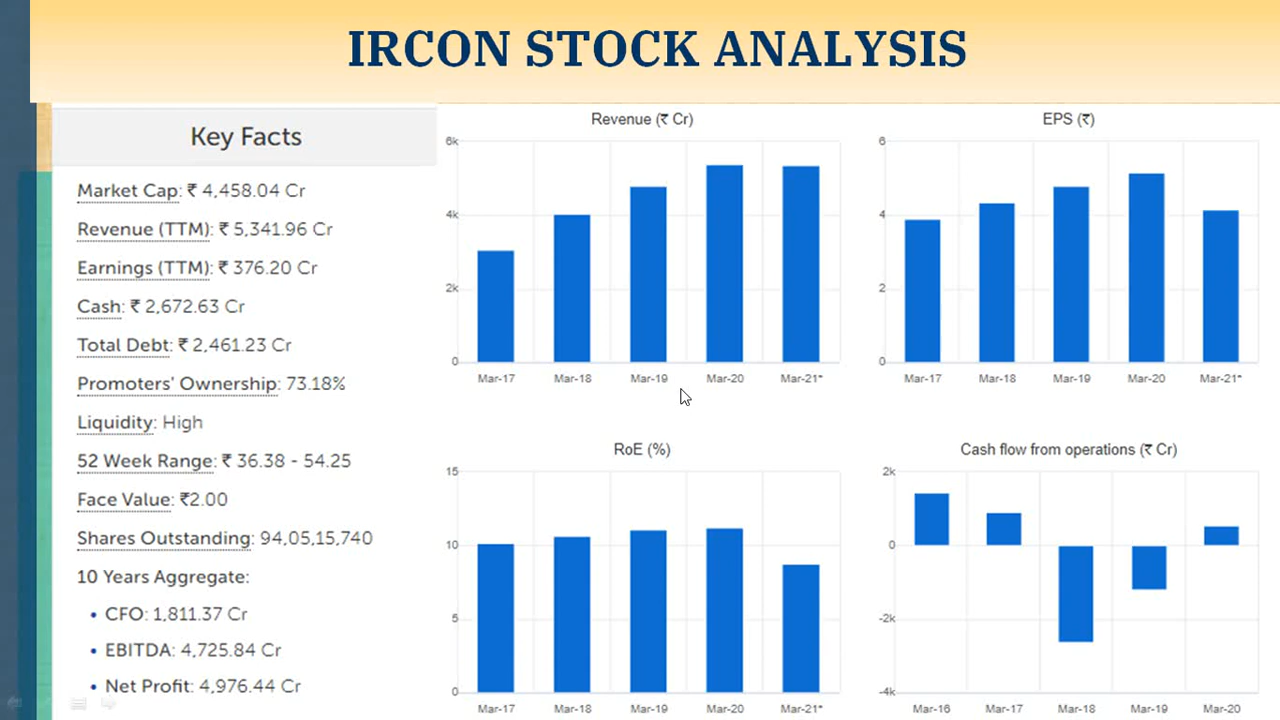 IRCON STOCK ANALYSIS
Key Facts
Market Cap: ₹ 4,458.04 Cr
Revenue (TTM): ₹ 5,341.96 Cr
Earnings (TTM): ₹ 376.20 Cr
Cash: ₹ 2,672.63 Cr
Total Debt: ₹ 2,461.23 Cr
Promoters' Ownership: 73.18%
Liquidity: High
52 Week Range: ₹ 36.38 - 54.25
Face Value: ₹2.00
Shares Outstanding: 94,05,15,740
10 Years Aggregate:
• CFO: 1,811.37 Cr
• EBITDA: 4,725.84 Cr
• Net Profit: 4,976.44 Cr
Revenue (₹ Cr)
6k
4k
2k
0
Mar-17 Mar-18 Mar-19 Mar-20 Mar-21*
EPS (₹)
6
4
2
0
Mar-17 Mar-18 Mar-19 Mar-20 Mar-21*
RoE (%)
15
10
5
0
Mar-17 Mar-18 Mar-19 Mar-20 Mar-21*
Cash flow from operations (₹ Cr)
2k
0
-2k
-4k
Mar-16 Mar-17 Mar-18 Mar-19 Mar-20